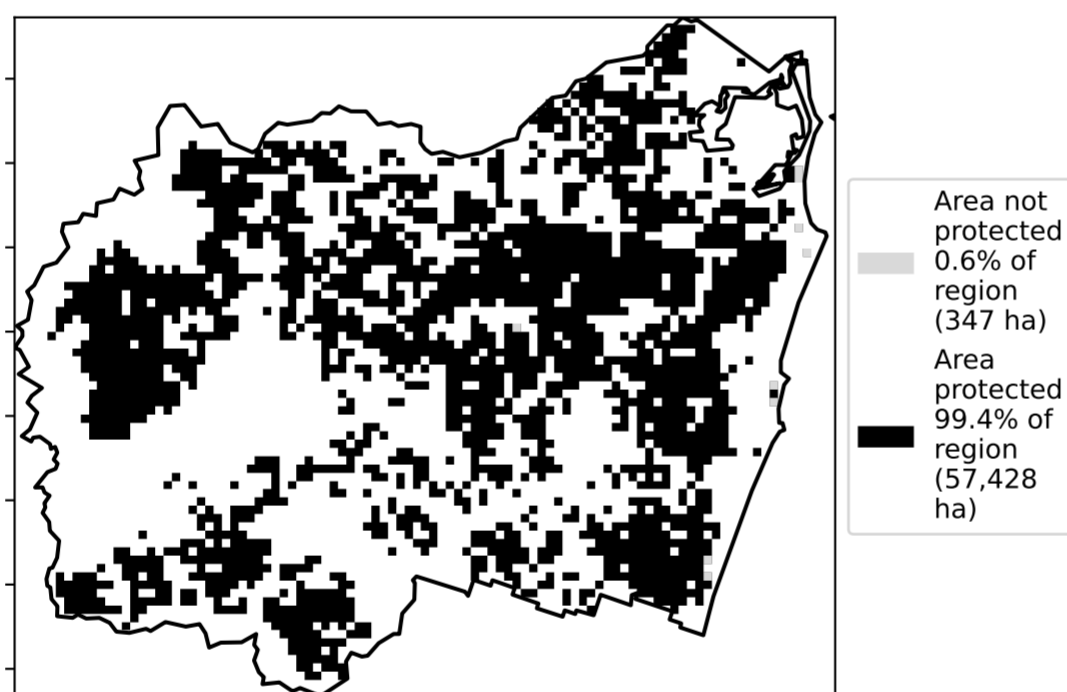 Area not
protected
0.6% of
region
(347 ha)
Area
protected
99.4% of
region
(57,428
ha)